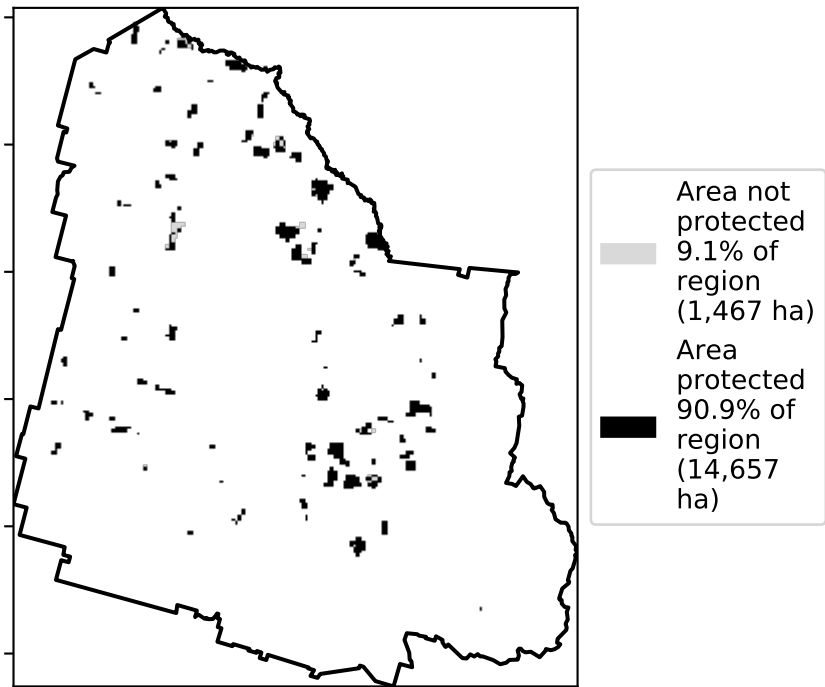 Area not
protected
9.1% of
region
(1,467 ha)
Area
protected
90.9% of
region
(14,657
ha)